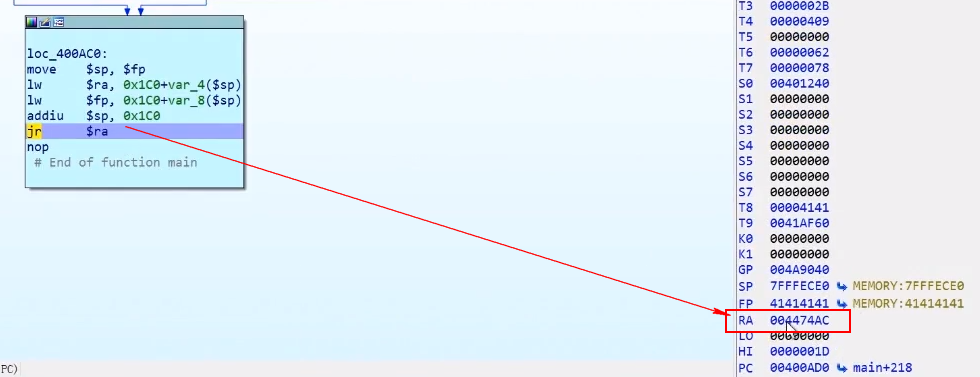 loc_400AC0:
move $sp, $fp
lw $ra, 0x1C0+var_4($sp)
lw $fp, 0x1C0+var_8($sp)
addiu $sp, 0x1C0
jr $ra
nop
# End of function main
T3 0000002B
T4 00000409
T5 00000000
T6 00000062
T7 00000078
S0 00401240
S1 00000000
S2 00000000
S3 00000000
S4 00000000
S5 00000000
S6 00000000
S7 00000000
T8 00004141
T9 0041AF60
K0 00000000
K1 00000000
GP 004A9040
SP 7FFFECE0 MEMORY:7FFFECE0
FP 41414141 MEMORY:41414141
RA 004474AC
LO
HI 0000001D
PC 00400AD0 main+218
PC)